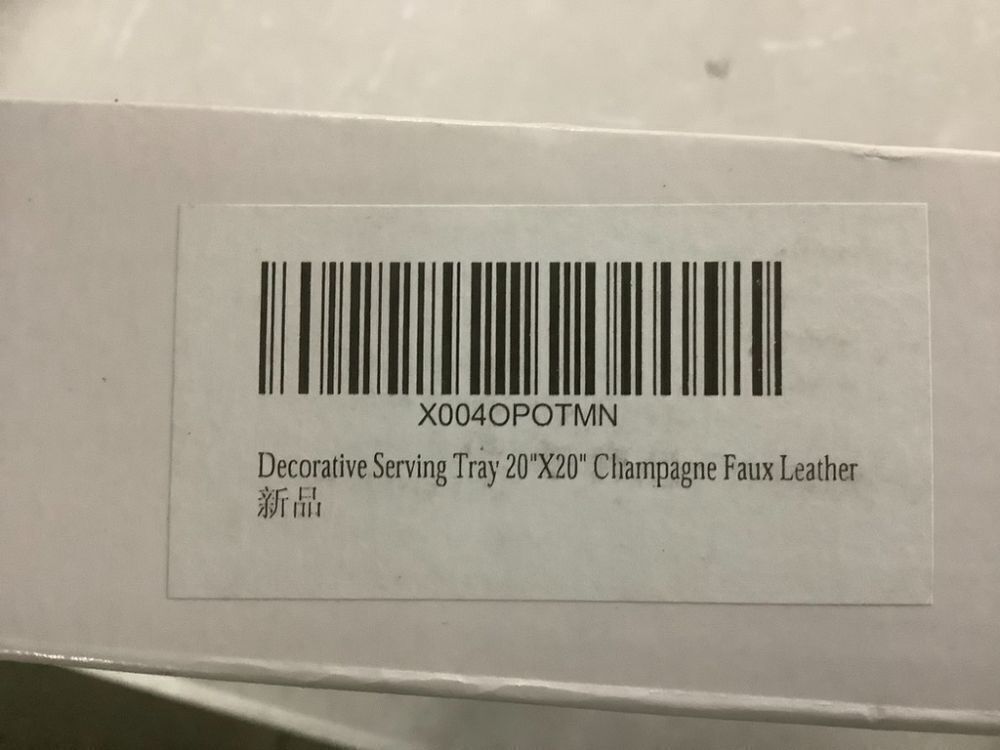 X004OPOTMN
Decorative Serving Tray 20"X20" Champagne Faux Leather
新品